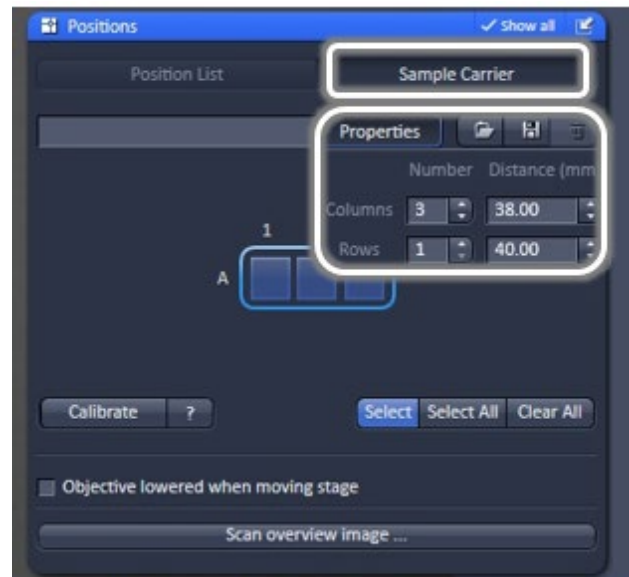 Positions Show all
Position List Sample Carrier
Properties
Number Distance (mm
Columns 3 38.00
Rows 1 40.00
1
A
Calibrate ? Select Select All Clear All
Objective lowered when moving stage
Scan overview image ...